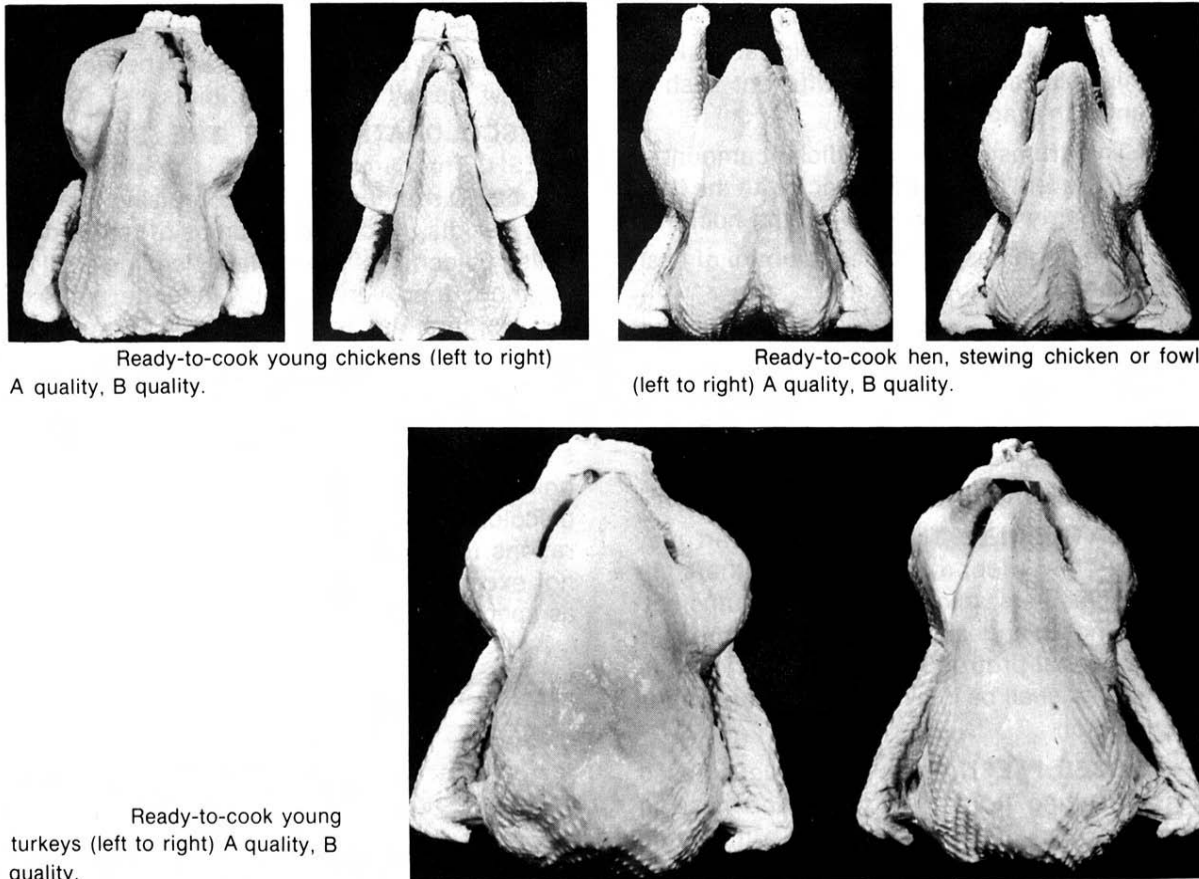 Ready-to-cook young chickens (left to right)
A quality, B quality.
Ready-to-cook hen, stewing chicken or fowl
(left to right) A quality, B quality.
Ready-to-cook young
turkeys (left to right) A quality, B
quality.